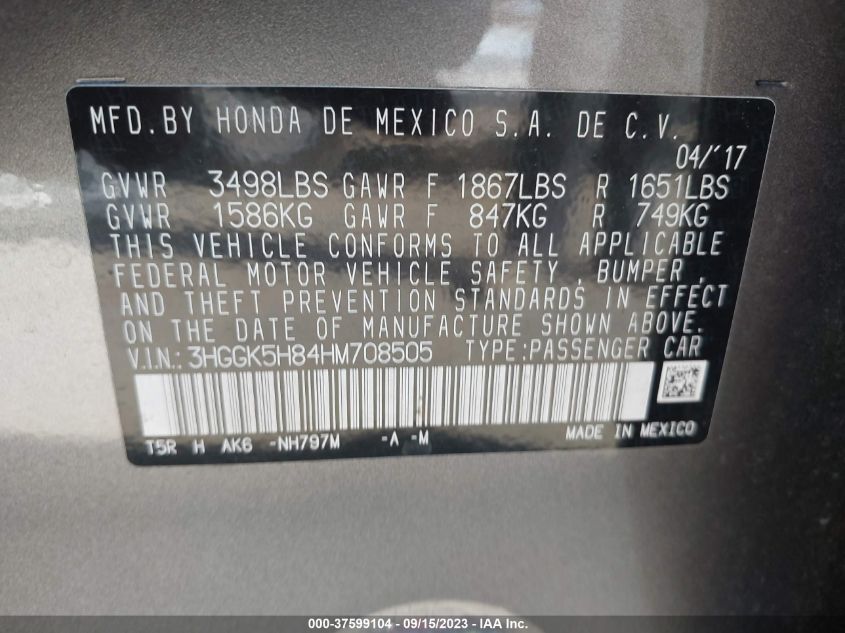 MFD.BY HONDA DE MEXICO S.A. DE C.V.
04/'17
GVWR 3498LBS GAWR F 1867LBS R 1651LBS
GVWR 1586KG GAWR F 847KG R 749KG
THIS VEHICLE CONFORMS TO ALL APPLICABLE
FEDERAL MOTOR VEHICLE SAFETY, BUMPER,
AND THEFT PREVENTION STANDARDS IN EFFECT
ON THE DATE OF MANUFACTURE SHOWN ABOVE.
V.I.N.: 3HGGK5H84HM708505 TYPE:PASSENGER CAR
T5R H AK6 -NH797M -A -M MADE IN MEXICO
000-37599104 - 09/15/2023 - © IAA Inc.